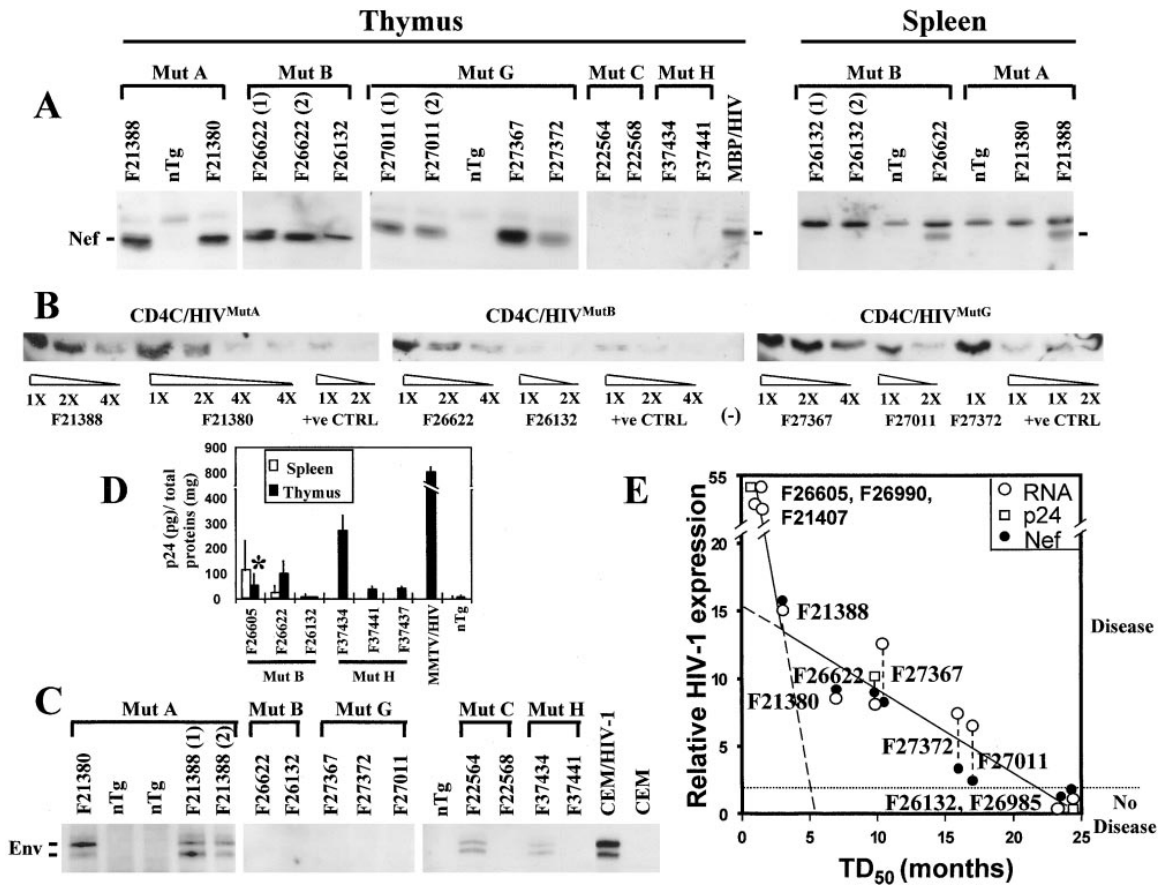 Thymus Spleen
Mut A Mut B Mut G Mut C Mut H Mut B Mut A
A
F21388 nTg F21380 F26622 (1) F26622 (2) F26132 F27011 (1) F27011 (2) nTg F27367 F27372 F22564 F22568 F37434 F37441 MBP/HIV F26132 (1) F26132 (2) nTg F26622 nTg F21380 F21388
Nef
B
CD4C/HIV^MutA CD4C/HIV^MutB CD4C/HIV^MutG
1X 2X 4X 1X 2X 4X 1X 2X 1X 2X 4X 1X 2X 1X 2X 4X (-) 1X 2X 4X 1X 2X 1X 1X 1X 2X
F21388 F21380 +ve CTRL F26622 F26132 +ve CTRL F27367 F27011 F27372 +ve CTRL
D
p24 (pg)/ total
proteins (mg)
900
800
300
200
100
0
Spleen
Thymus
*
F26605 F26622 F26132 F37434 F37441 F37437 MMTV/HIV nTg
Mut B Mut H
C
Mut A Mut B Mut G Mut C Mut H
F21380 nTg nTg F21388 (1) F21388 (2) F26622 F26132 F27367 F27372 F27011 nTg F22564 F22568 F37434 F37441 CEM/HIV-1 CEM
Env
E
Relative HIV-1 expression
55
20
15
10
5
0
RNA
p24
Nef
F26605, F26990,
F21407
F21388
F26622
F27367
F21380
F27372
F27011
F26132, F26985
Disease
No
Disease
0 5 10 15 20 25
TD50 (months)